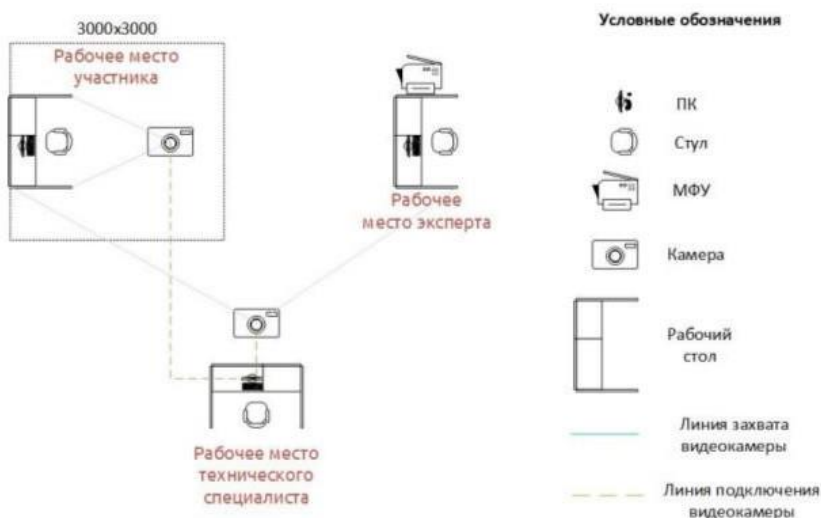 3000х3000
Рабочее место
участника
Рабочее
место эксперта
Рабочее место
технического
специалиста
Условные обозначения
ПК
Стул
МФУ
Камера
Рабочий
стол
Линия захвата
видеокамеры
Линия подключения
видеокамеры